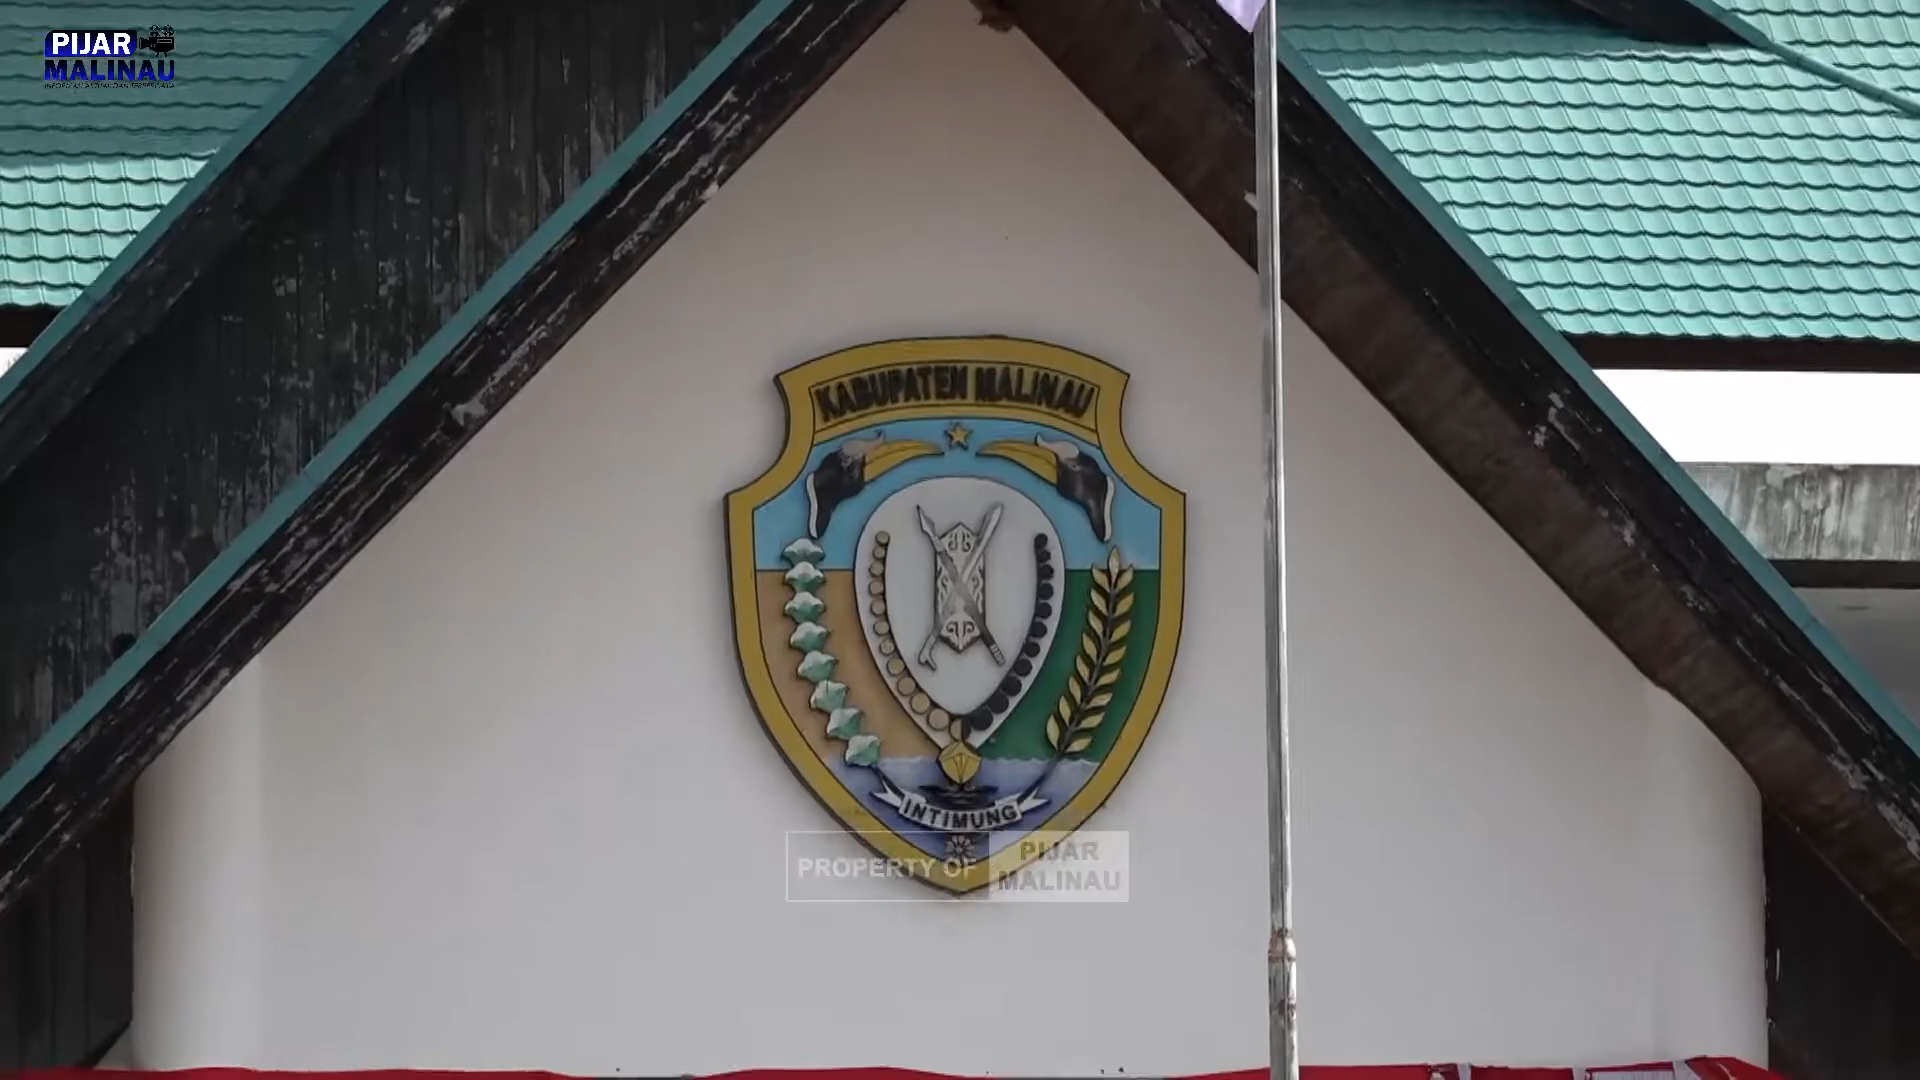 PIJAR
MALINAU
KABUPATEN MALINAU
INTIMUNG
PROPERTY OF
PIJAR
MALINAU